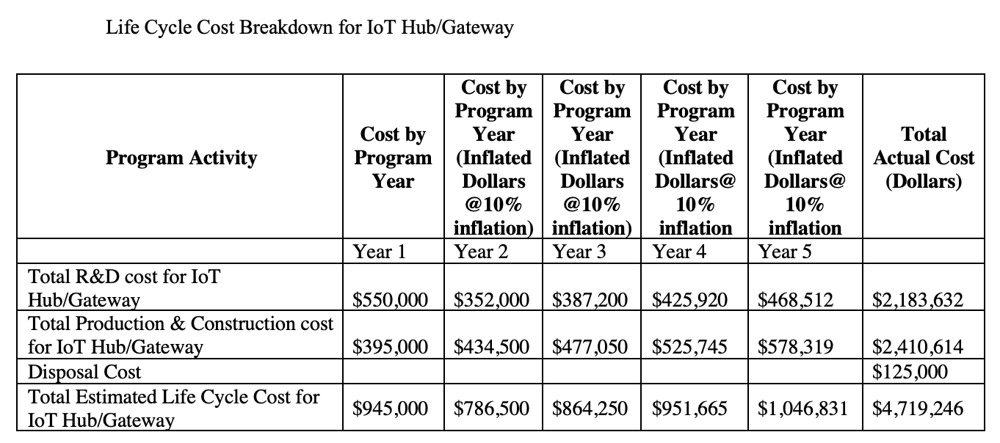 Life Cycle Cost Breakdown for IoT Hub/Gateway
Program Activity
Cost by
Program
Year
Cost by
Program
Year
(Inflated
Dollars
@10%
inflation)
Cost by
Program
Year
(Inflated
Dollars
@10%
inflation)
Cost by
Program
Year
(Inflated
Dollars@
10%
inflation
Cost by
Program
Year
(Inflated
Dollars@
10%
inflation
Total
Actual Cost
(Dollars)
Year 1 Year 2 Year 3 Year 4 Year 5
Total R&D cost for IoT
Hub/Gateway $550,000 $352,000 $387,200 $425,920 $468,512 $2,183,632
Total Production & Construction cost
for IoT Hub/Gateway $395,000 $434,500 $477,050 $525,745 $578,319 $2,410,614
Disposal Cost $125,000
Total Estimated Life Cycle Cost for
IoT Hub/Gateway $945,000 $786,500 $864,250 $951,665 $1,046,831 $4,719,246